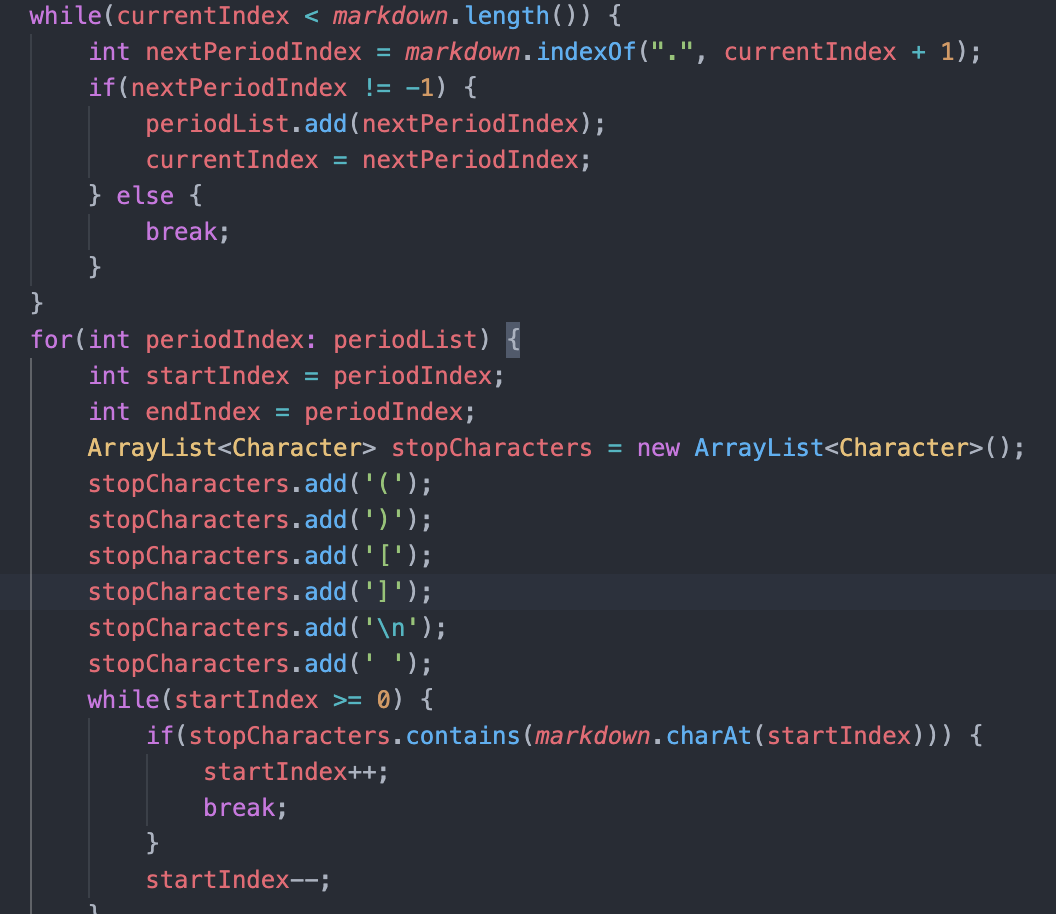 while(currentIndex < markdown.length()) {
    int nextPeriodIndex = markdown.indexOf(".", currentIndex + 1);
    if(nextPeriodIndex != -1) {
        periodList.add(nextPeriodIndex);
        currentIndex = nextPeriodIndex;
    } else {
        break;
    }
}
for(int periodIndex: periodList) {
    int startIndex = periodIndex;
    int endIndex = periodIndex;
    ArrayList<Character> stopCharacters = new ArrayList<Character>();
    stopCharacters.add('(');
    stopCharacters.add(')');
    stopCharacters.add('[');
    stopCharacters.add(']');
    stopCharacters.add('\n');
    stopCharacters.add(' ');
    while(startIndex >= 0) {
        if(stopCharacters.contains(markdown.charAt(startIndex))) {
            startIndex++;
            break;
        }
        startIndex--;
    }